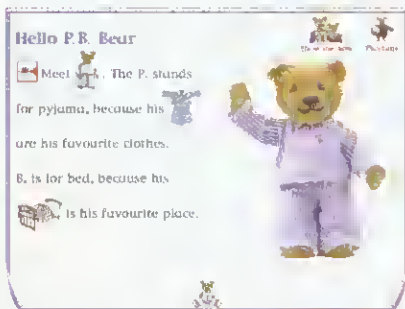 Hello P.B. Bear
Meet . The P. stands
for pyjama, because his
are his favourite clothes.
B. is for bed, because his
is his favourite place.